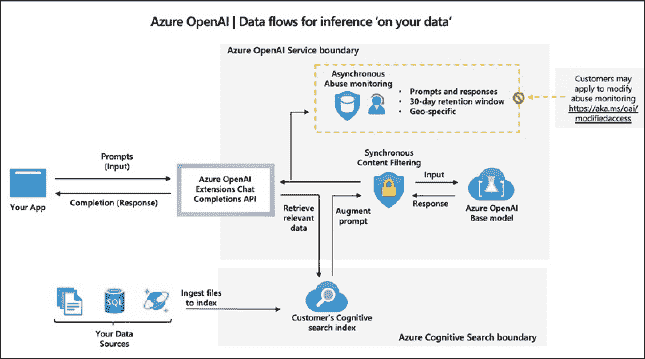 Azure OpenAI | Data flows for inference 'on your data'
Azure OpenAI Service boundary
Asynchronous
Abuse monitoring
• Prompts and responses
• 30-day retention window
• Geo-specific
Customers may
apply to modify
abuse monitoring
https://aka.ms/oai/
modifiedaccess
Prompts
(Input)
Your App
Completion (Response)
Azure OpenAI
Extensions Chat
Completions API
Synchronous
Content Filtering
Input
Response
Azure OpenAI
Base model
Retrieve
relevant
data
Augment
prompt
SQL
Ingest files
to index
Your Data
Sources
Customer's Cognitive
search index
Azure Cognitive Search boundary